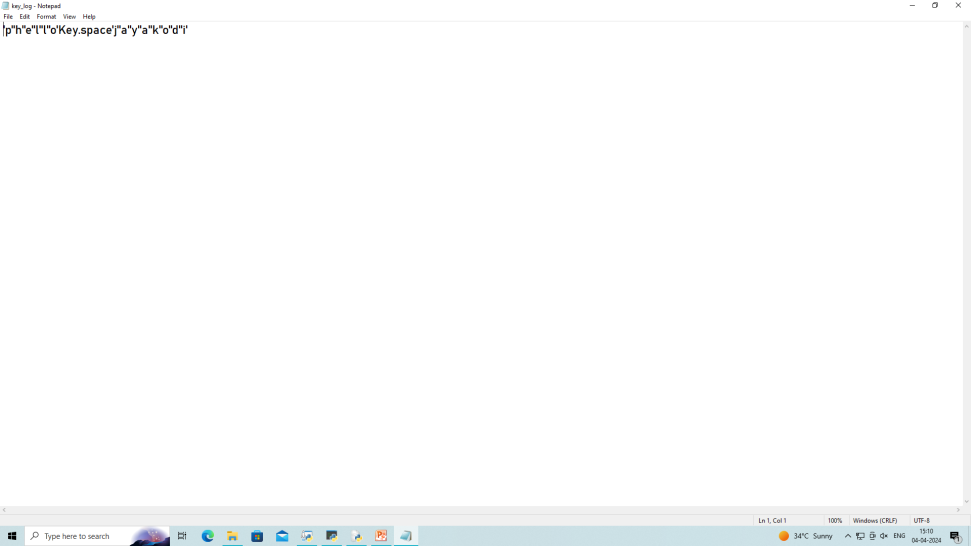 key_log - Notepad
File Edit Format View Help
'p''h''e''l''l''o'Key.space'j''a''y''a''k''o''d''i'
Ln 1, Col 1 100% Windows (CRLF) UTF-8
Type here to search
34°C Sunny
ENG
15:10
04-04-2024
1